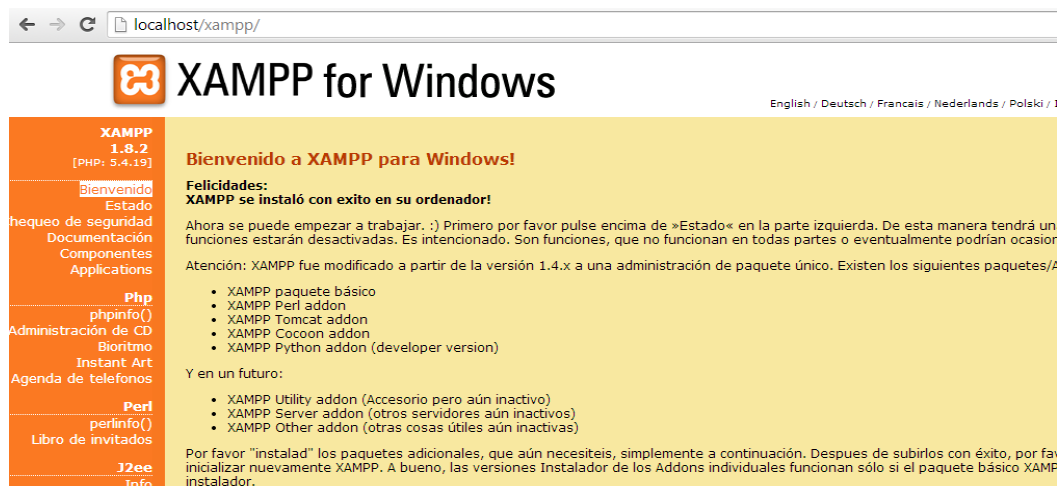 localhost/xampp/
XAMPP for Windows
English / Deutsch / Francais / Nederlands / Polski /
XAMPP
1.8.2
[PHP: 5.4.19]
Bienvenido
Estado
hequeo de seguridad
Documentación
Componentes
Applications
Php
phpinfo()
Administración de CD
Bioritmo
Instant Art
Agenda de telefonos
Perl
perlinfo()
Libro de invitados
J2ee
Info
Bienvenido a XAMPP para Windows!
Felicidades:
XAMPP se instaló con exito en su ordenador!
Ahora se puede empezar a trabajar. :) Primero por favor pulse encima de »Estado« en la parte izquierda. De esta manera tendrá un
funciones estarán desactivadas. Es intencionado. Son funciones, que no funcionan en todas partes o eventualmente podrían ocasion
Atención: XAMPP fue modificado a partir de la versión 1.4.x a una administración de paquete único. Existen los siguientes paquetes/A
• XAMPP paquete básico
• XAMPP Perl addon
• XAMPP Tomcat addon
• XAMPP Cocoon addon
• XAMPP Python addon (developer version)
Y en un futuro:
• XAMPP Utility addon (Accesorio pero aún inactivo)
• XAMPP Server addon (otros servidores aún inactivos)
• XAMPP Other addon (otras cosas útiles aún inactivas)
Por favor "instalad" los paquetes adicionales, que aún necesiteis, simplemente a continuación. Despues de subirlos con éxito, por fav
inicializar nuevamente XAMPP. A bueno, las versiones Instalador de los Addons individuales funcionan sólo si el paquete básico XAMP
instalador.